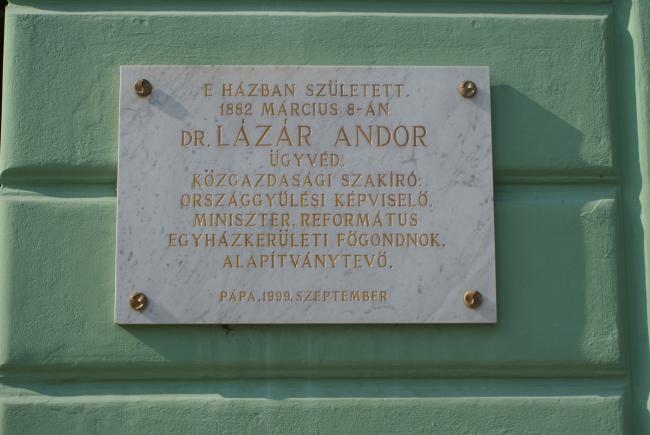 E HÁZBAN SZÜLETETT
1882 MÁRCIUS 8-ÁN
DR. LÁZÁR ANDOR
ÜGYVÉD,
KÖZGAZDASÁGI SZAKÍRÓ,
ORSZÁGGYÜLÉSI KÉPVISELŐ,
MINISZTER, REFORMÁTUS
EGYHÁZKERÜLETI FŐGONDNOK,
ALAPÍTVÁNYTEVŐ.
PÁPA, 1999. SZEPTEMBER